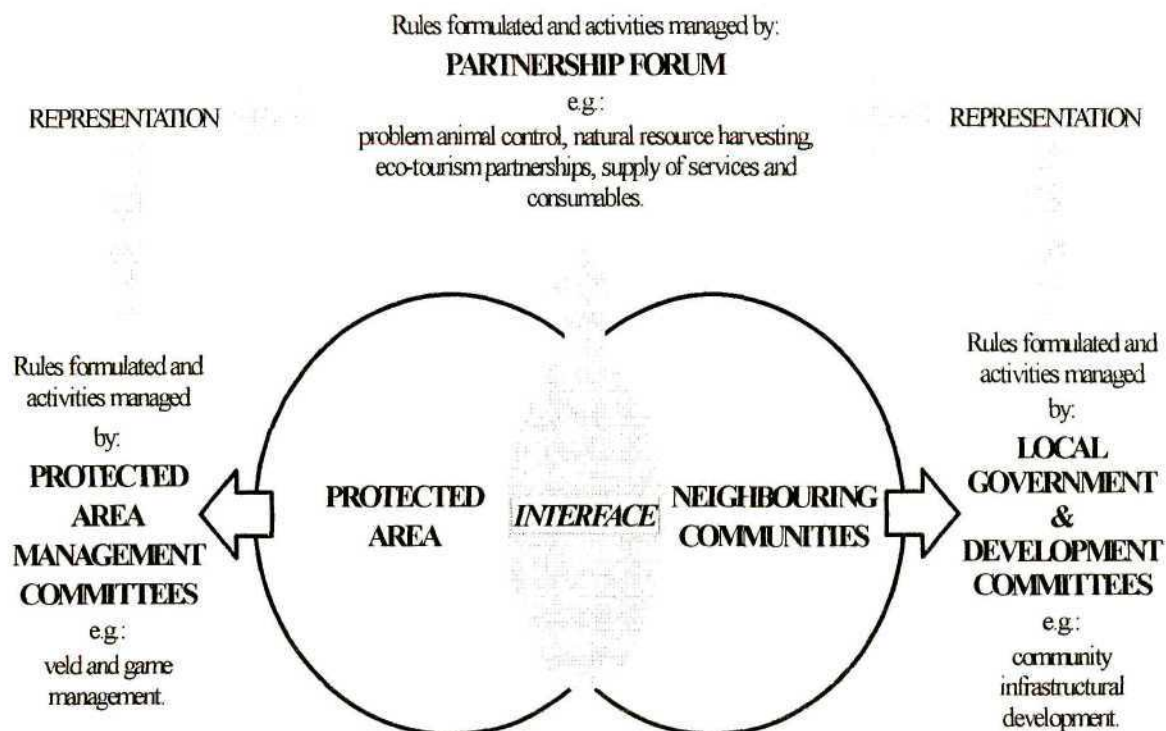 Rules formulated and activities managed by:
PARTNERSHIP FORUM
e.g.:
problem animal control, natural resource harvesting,
eco-tourism partnerships, supply of services and
consumables.
REPRESENTATION
REPRESENTATION
Rules formulated and
activities managed
by:
PROTECTED
AREA
MANAGEMENT
COMMITTEES
e.g.:
veld and game
management.
PROTECTED
AREA
INTERFACE
NEIGHBOURING
COMMUNITIES
Rules formulated and
activities managed
by:
LOCAL
GOVERNMENT
&
DEVELOPMENT
COMMITTEES
e.g.:
community
infrastructural
development.